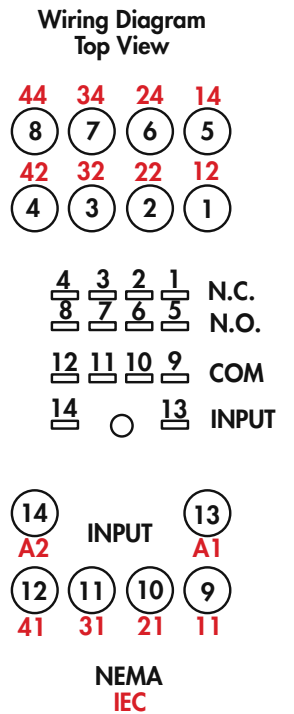 Wiring Diagram
Top View
44 34 24 14
8 7 6 5
42 32 22 12
4 3 2 1
4 3 2 1 N.C.
8 7 6 5 N.O.
12 11 10 9 COM
14 13 INPUT
14 INPUT 13
A2 A1
12 11 10 9
41 31 21 11
NEMA
IEC